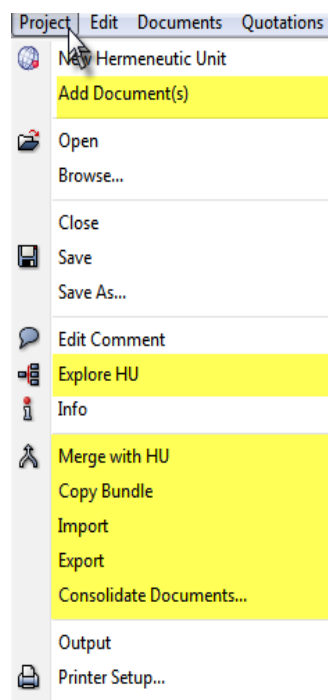 Project Edit Documents Quotations
New Hermeneutic Unit
Add Document(s)
Open
Browse...
Close
Save
Save As...
Edit Comment
Explore HU
Info
Merge with HU
Copy Bundle
Import
Export
Consolidate Documents...
Output
Printer Setup...